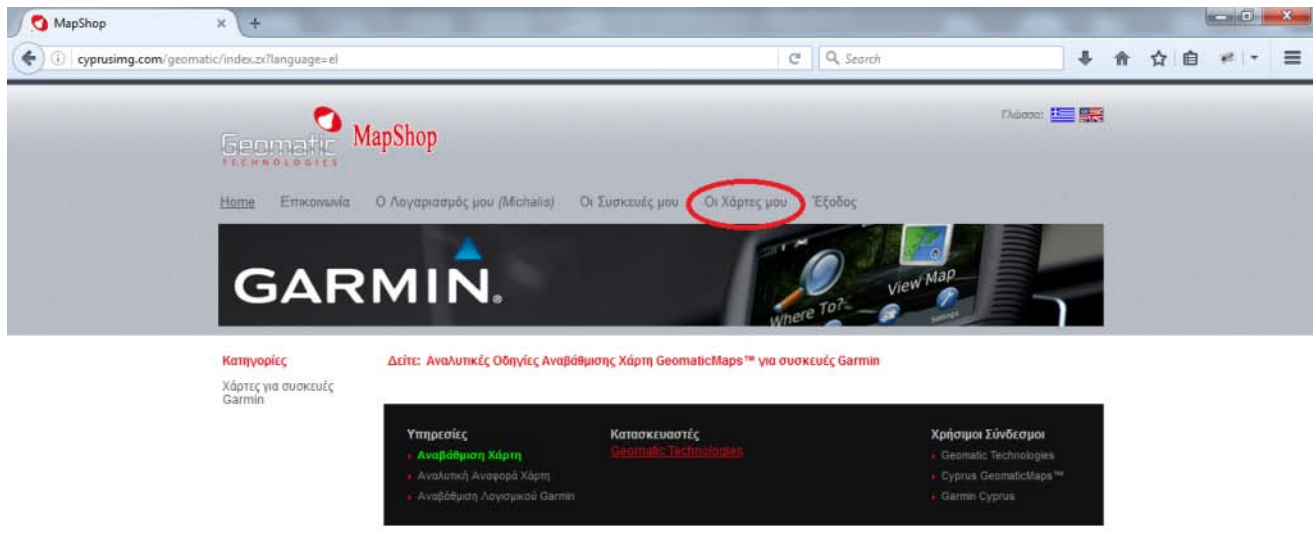 MapShop
cyprusimg.com/geomatic/index.zx?language=el
Search
Γλώσσα:
Geomatic
TECHNOLOGIES
MapShop
Home Επικοινωνία Ο Λογαριασμός μου (Michalis) Οι Συσκευές μου Οι Χάρτες μου Έξοδος
GARMIN
Where To?
View Map
Settings
Κατηγορίες
Χάρτες για συσκευές
Garmin
Δείτε: Αναλυτικές Οδηγίες Αναβάθμισης Χάρτη GeomaticMaps™ για συσκευές Garmin
Υπηρεσίες
Αναβάθμιση Χάρτη
Αναλυτική Αναφορά Χάρτη
Αναβάθμιση Λογισμικού Garmin
Κατασκευαστές
Geomatic Technologies
Χρήσιμοι Σύνδεσμοι
Geomatic Technologies
Cyprus GeomaticMaps™
Garmin Cyprus